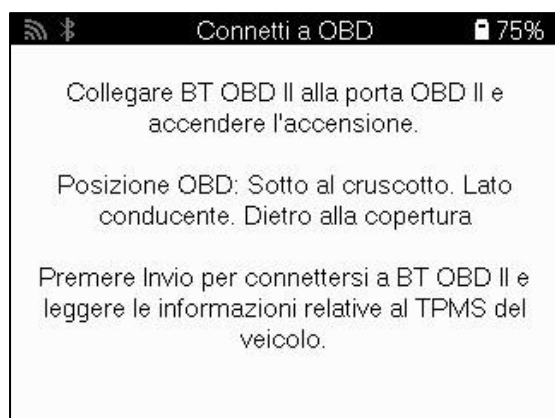 Connetti a OBD 75%
Collegare BT OBD II alla porta OBD II e
accendere l'accensione.
Posizione OBD: Sotto al cruscotto. Lato
conducente. Dietro alla copertura
Premere Invio per connettersi a BT OBD II e
leggere le informazioni relative al TPMS del
veicolo.